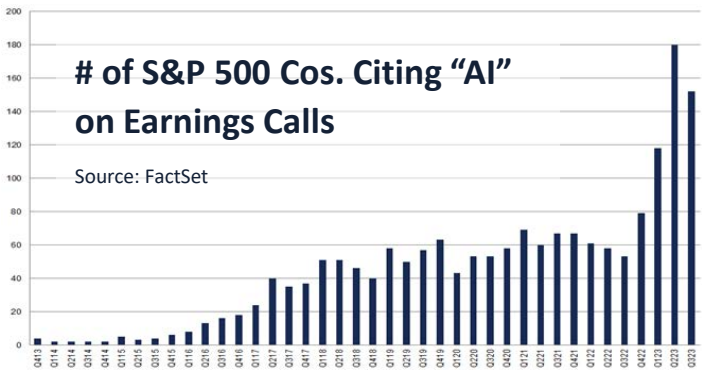 200
180
# of S&P 500 Cos. Citing “AI”
160
140
on Earnings Calls
120
Source: FactSet
100
80
60
40
20
0
Q413 Q114 Q214 Q314 Q414 Q115 Q215 Q315 Q415 Q116 Q216 Q316 Q416 Q117 Q217 Q317 Q417 Q118 Q218 Q318 Q418 Q119 Q219 Q319 Q419 Q120 Q220 Q320 Q420 Q121 Q221 Q321 Q421 Q122 Q222 Q322 Q422 Q123 Q223 Q323